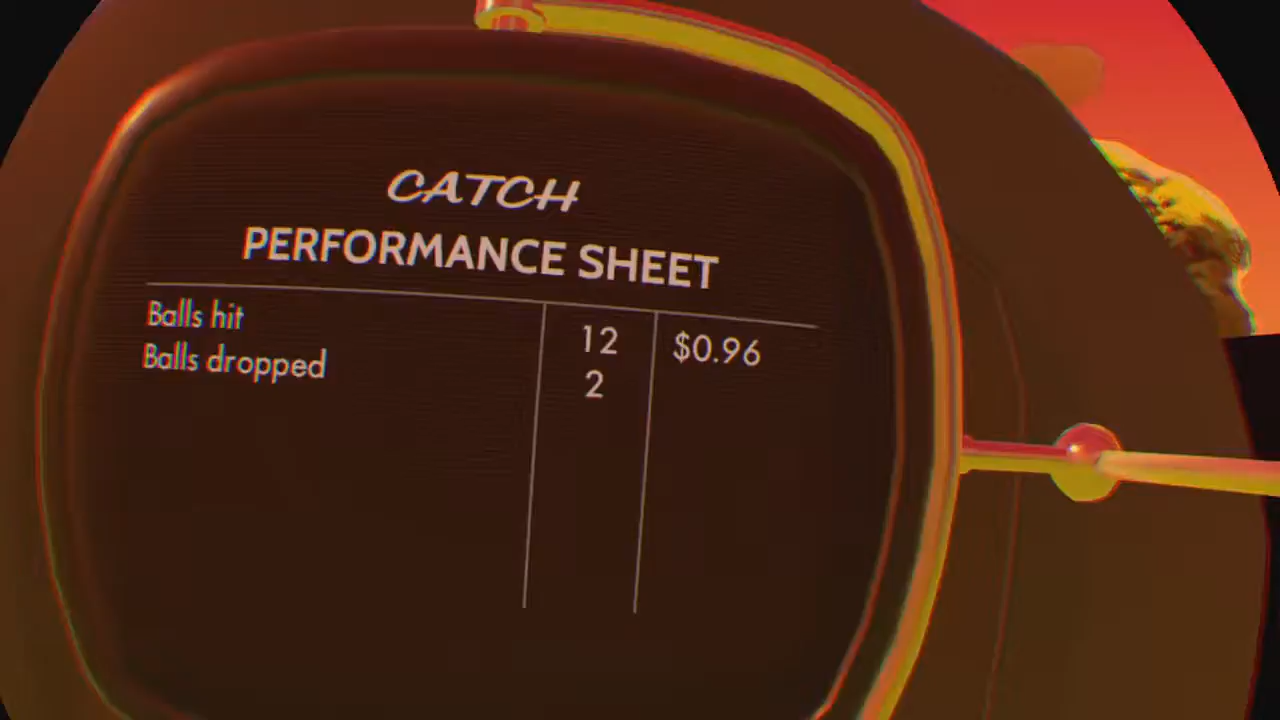 CATCH
PERFORMANCE SHEET
Balls hit 12 $0.96
Balls dropped 2